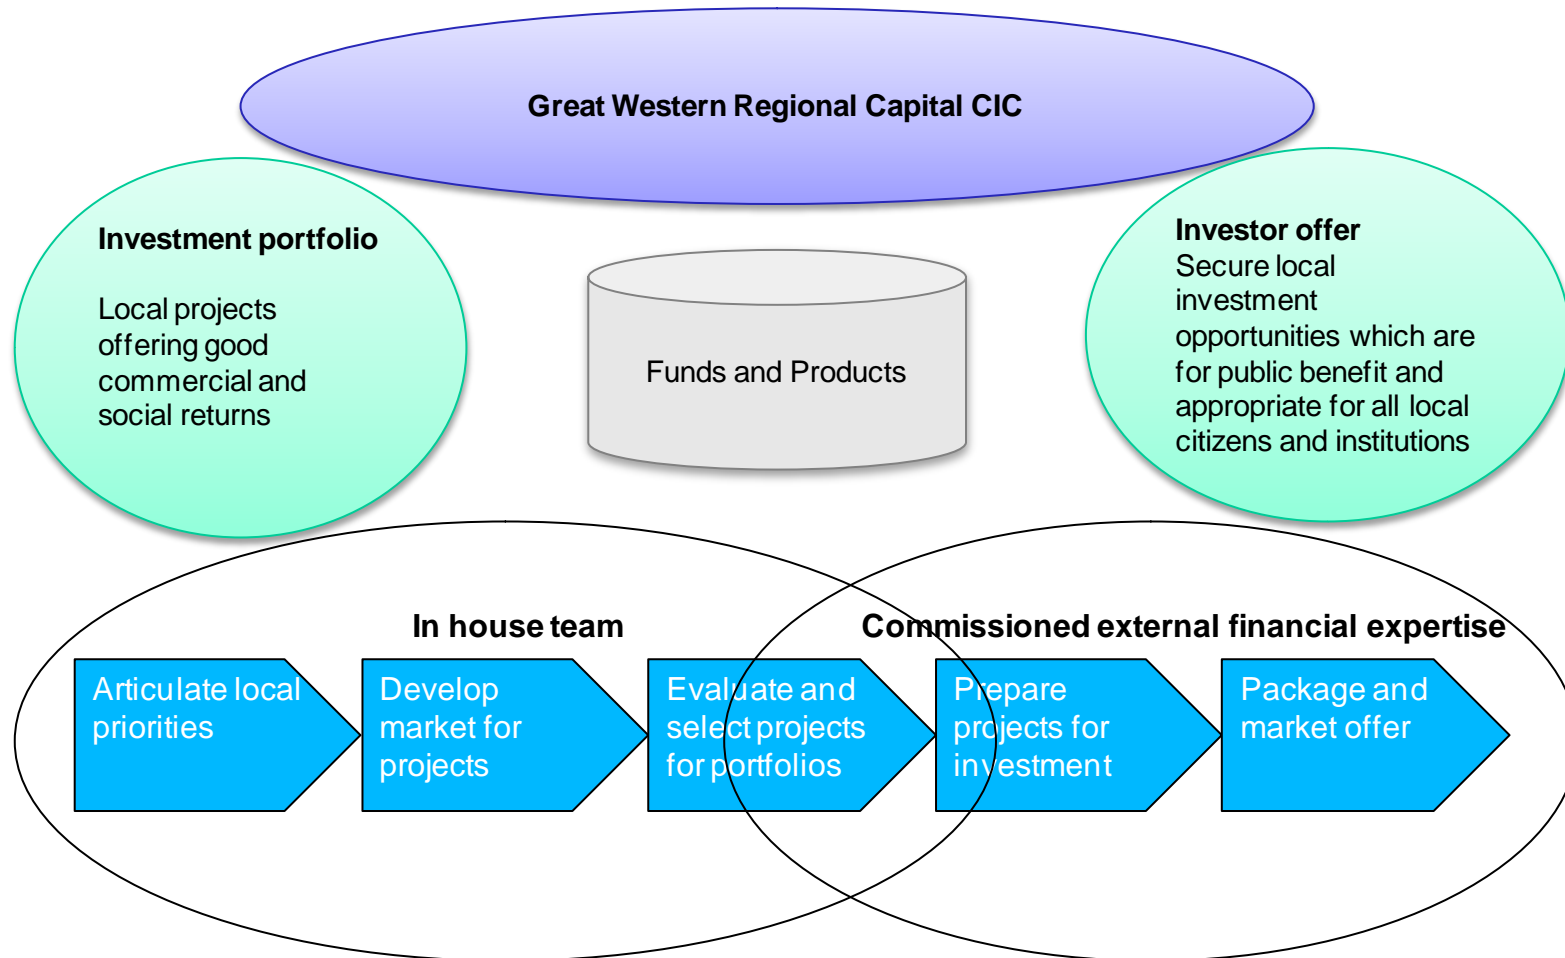 Great Western Regional Capital CIC
Investment portfolio
Local projects
offering good
commercial and
social returns
Funds and Products
Investor offer
Secure local
investment
opportunities which are
for public benefit and
appropriate for all local
citizens and institutions
In house team
Commissioned external financial expertise
Articulate local
priorities
Develop
market for
projects
Evaluate and
select projects
for portfolios
Prepare
projects for
investment
Package and
market offer